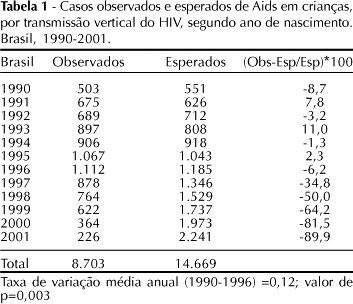 Tabela 1 - Casos observados e esperados de Aids em crianças,
por transmissão vertical do HIV, segundo ano de nascimento.
Brasil, 1990-2001.
Brasil Observados Esperados (Obs-Esp/Esp)*100
1990 503 551 -8,7
1991 675 626 7,8
1992 689 712 -3,2
1993 897 808 11,0
1994 906 918 -1,3
1995 1.067 1.043 2,3
1996 1.112 1.185 -6,2
1997 878 1.346 -34,8
1998 764 1.529 -50,0
1999 622 1.737 -64,2
2000 364 1.973 -81,5
2001 226 2.241 -89,9
Total 8.703 14.669
Taxa de variação média anual (1990-1996) =0,12; valor de
p=0,003